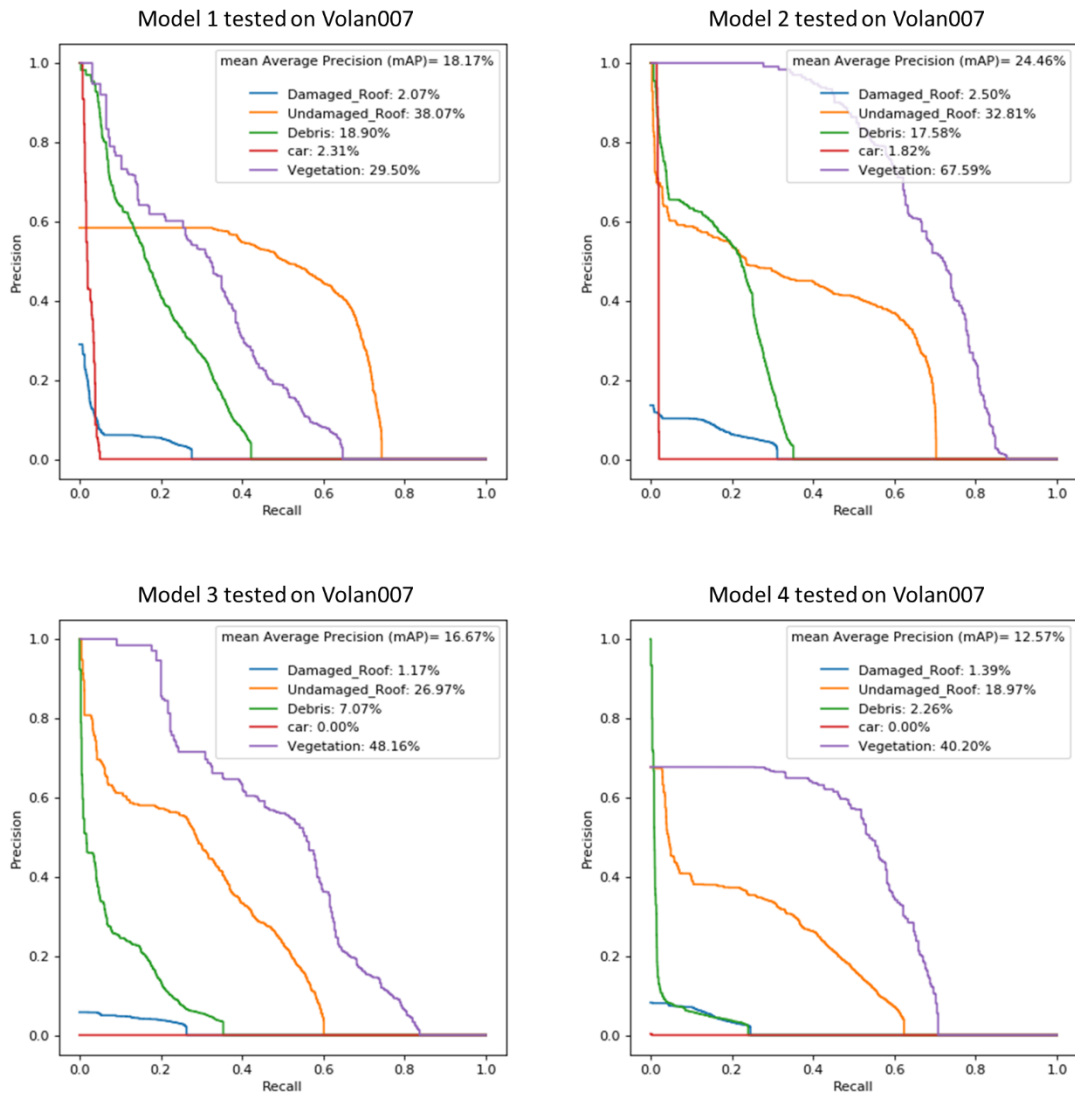 Model 1 tested on Volan007
mean Average Precision (mAP)= 18.17%
Damaged_Roof: 2.07%
Undamaged_Roof: 38.07%
Debris: 18.90%
car: 2.31%
Vegetation: 29.50%
1.0
0.8
0.6
0.4
0.2
0.0
Precision
0.0 0.2 0.4 0.6 0.8 1.0
Recall
Model 2 tested on Volan007
mean Average Precision (mAP)= 24.46%
Damaged_Roof: 2.50%
Undamaged_Roof: 32.81%
Debris: 17.58%
car: 1.82%
Vegetation: 67.59%
1.0
0.8
0.6
0.4
0.2
0.0
Precision
0.0 0.2 0.4 0.6 0.8 1.0
Recall
Model 3 tested on Volan007
mean Average Precision (mAP)= 16.67%
Damaged_Roof: 1.17%
Undamaged_Roof: 26.97%
Debris: 7.07%
car: 0.00%
Vegetation: 48.16%
1.0
0.8
0.6
0.4
0.2
0.0
Precision
0.0 0.2 0.4 0.6 0.8 1.0
Recall
Model 4 tested on Volan007
mean Average Precision (mAP)= 12.57%
Damaged_Roof: 1.39%
Undamaged_Roof: 18.97%
Debris: 2.26%
car: 0.00%
Vegetation: 40.20%
1.0
0.8
0.6
0.4
0.2
0.0
Precision
0.0 0.2 0.4 0.6 0.8 1.0
Recall